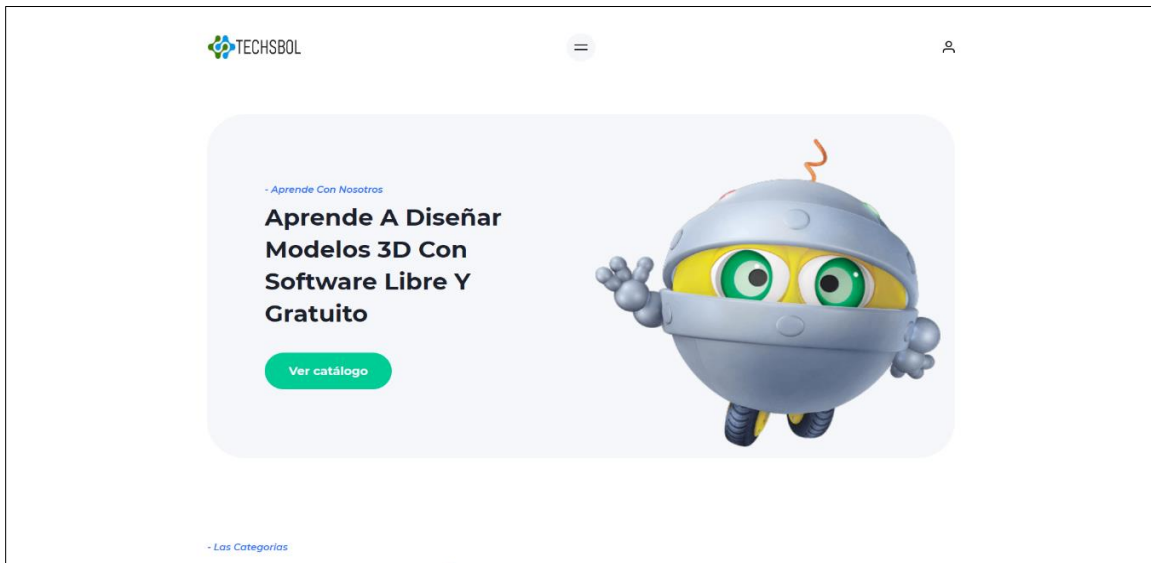 TECHSBOL
- Aprende Con Nosotros
Aprende A Diseñar
Modelos 3D Con
Software Libre Y
Gratuito
Ver catálogo
- Las Categorías